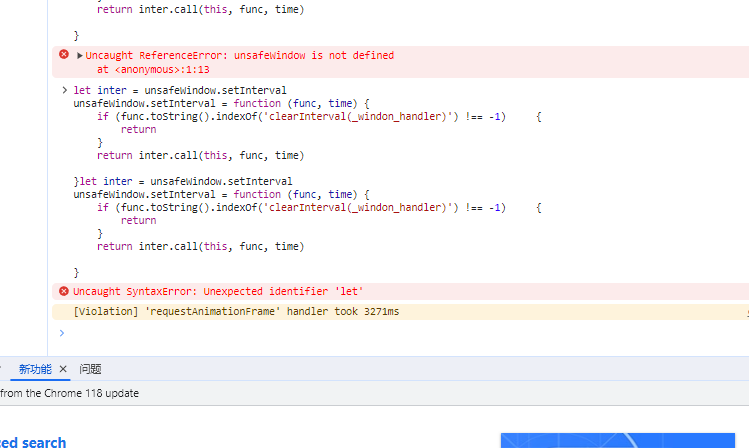 return inter.call(this, func, time)
}
Uncaught ReferenceError: unsafeWindow is not defined
at <anonymous>:1:13
let inter = unsafeWindow.setInterval
unsafeWindow.setInterval = function (func, time) {
if (func.toString().indexOf('clearInterval(_windon_handler)') !== -1) {
return
}
return inter.call(this, func, time)
}let inter = unsafeWindow.setInterval
unsafeWindow.setInterval = function (func, time) {
if (func.toString().indexOf('clearInterval(_windon_handler)') !== -1) {
return
}
return inter.call(this, func, time)
}
Uncaught SyntaxError: Unexpected identifier 'let'
[Violation] 'requestAnimationFrame' handler took 3271ms
新功能 问题
from the Chrome 118 update
search